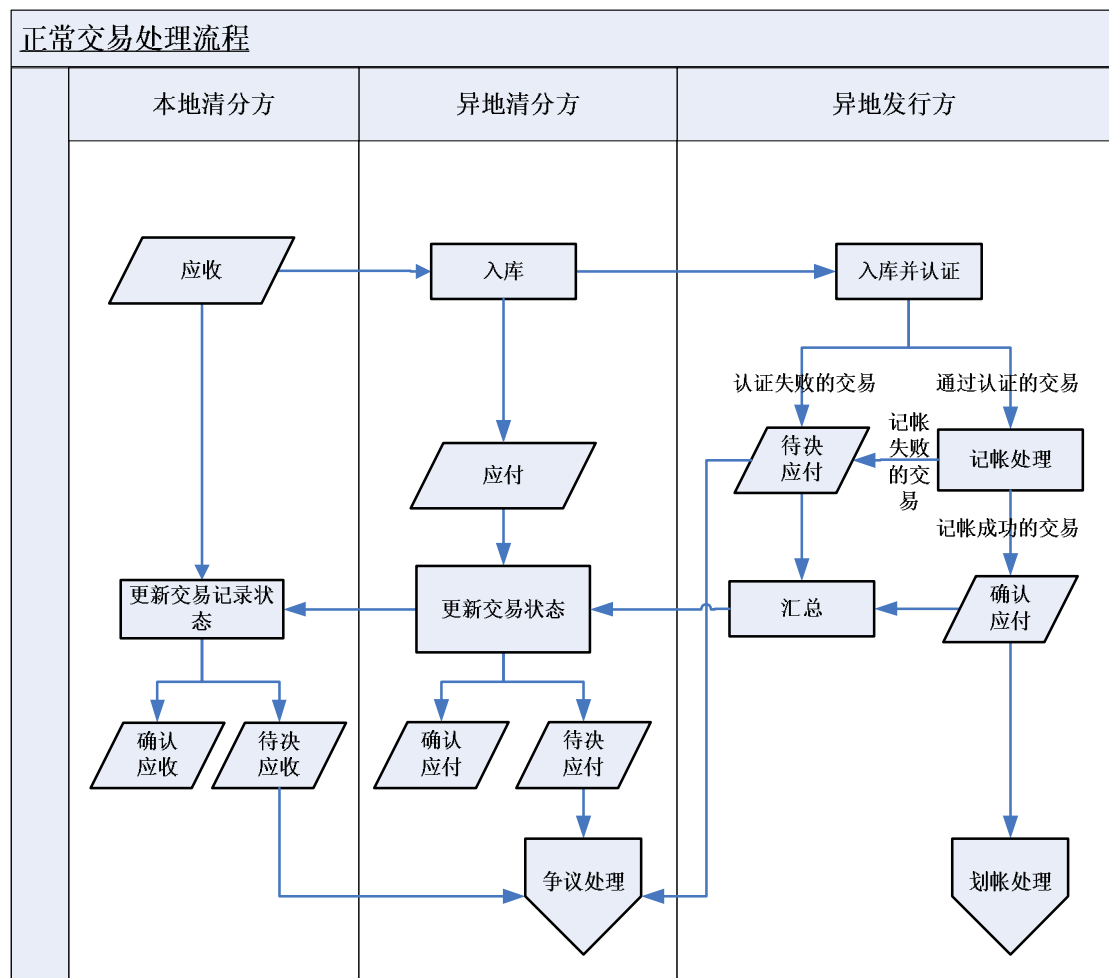 正常交易处理流程
本地清分方
异地清分方
异地发行方
应收
入库
入库并认证
认证失败的交易
通过认证的交易
记帐
失败
的交
易
待决
应付
记帐处理
应付
记帐成功的交易
更新交易记录状
态
更新交易状态
汇总
确认
应付
确认
应收
待决
应收
确认
应付
待决
应付
争议处理
划帐处理